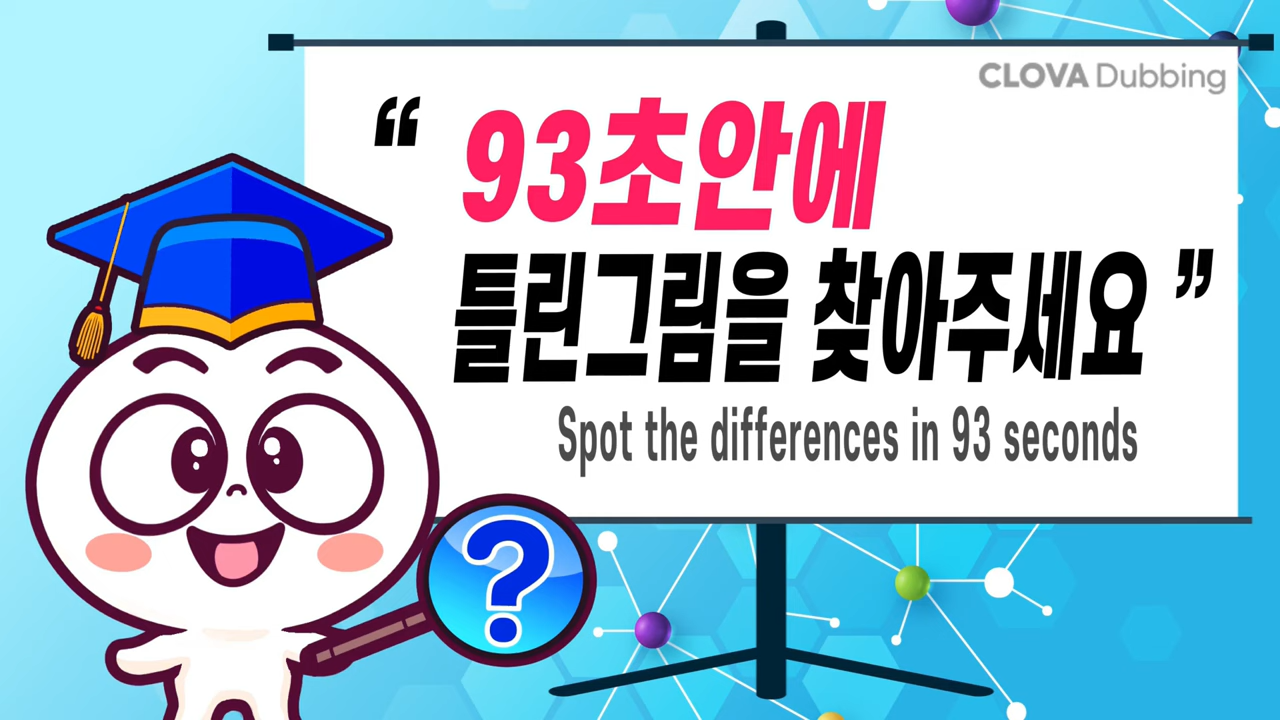 CLOVA Dubbing
“ 93초안에
틀린그림을 찾아주세요 ”
Spot the differences in 93 seconds
?